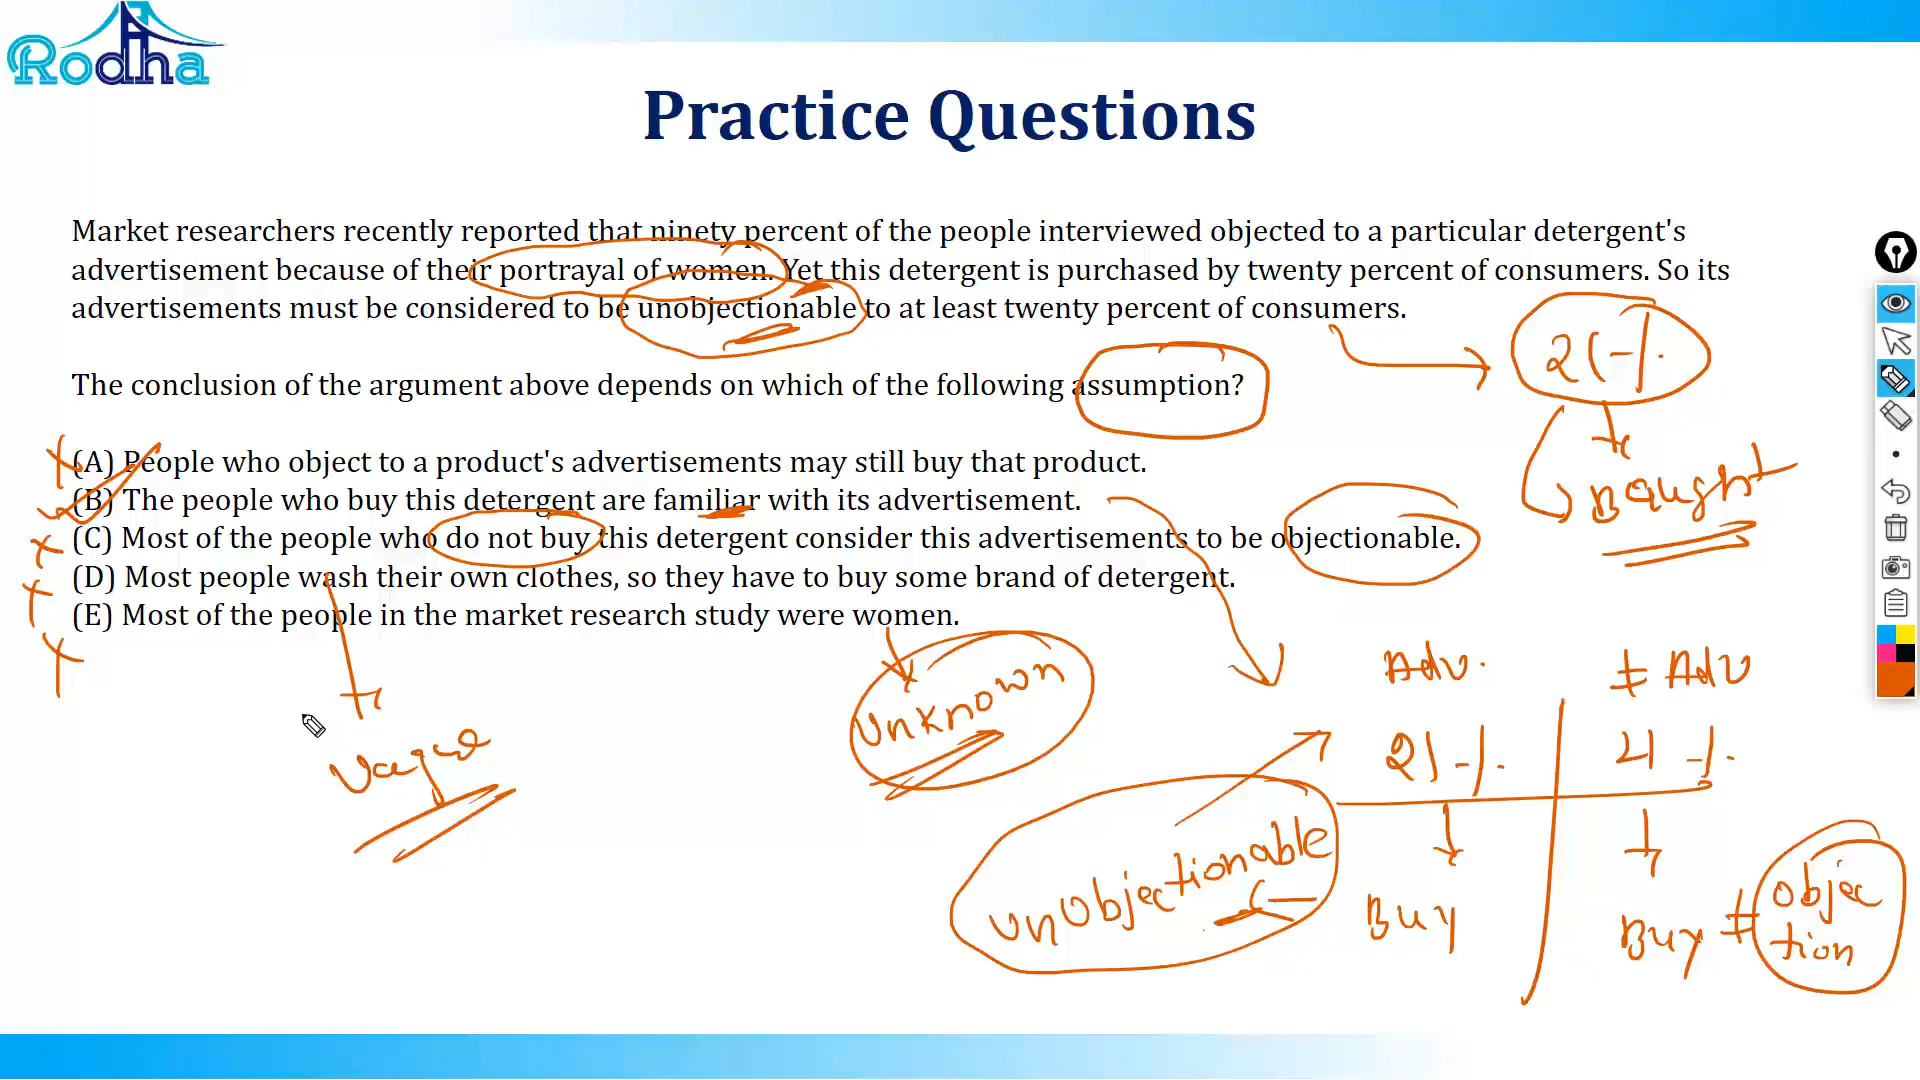 Rodha
Practice Questions
Market researchers recently reported that ninety percent of the people interviewed objected to a particular detergent's
advertisement because of their portrayal of women. Yet this detergent is purchased by twenty percent of consumers. So its
advertisements must be considered to be unobjectionable to at least twenty percent of consumers.
The conclusion of the argument above depends on which of the following assumption?
(A) People who object to a product's advertisements may still buy that product.
(B) The people who buy this detergent are familiar with its advertisement.
(C) Most of the people who do not buy this detergent consider this advertisements to be objectionable.
(D) Most people wash their own clothes, so they have to buy some brand of detergent.
(E) Most of the people in the market research study were women.
Bought
Unknown
Adv.
≠ Adv
Unobjectionable
Buy
Buy ≠ objec
tion